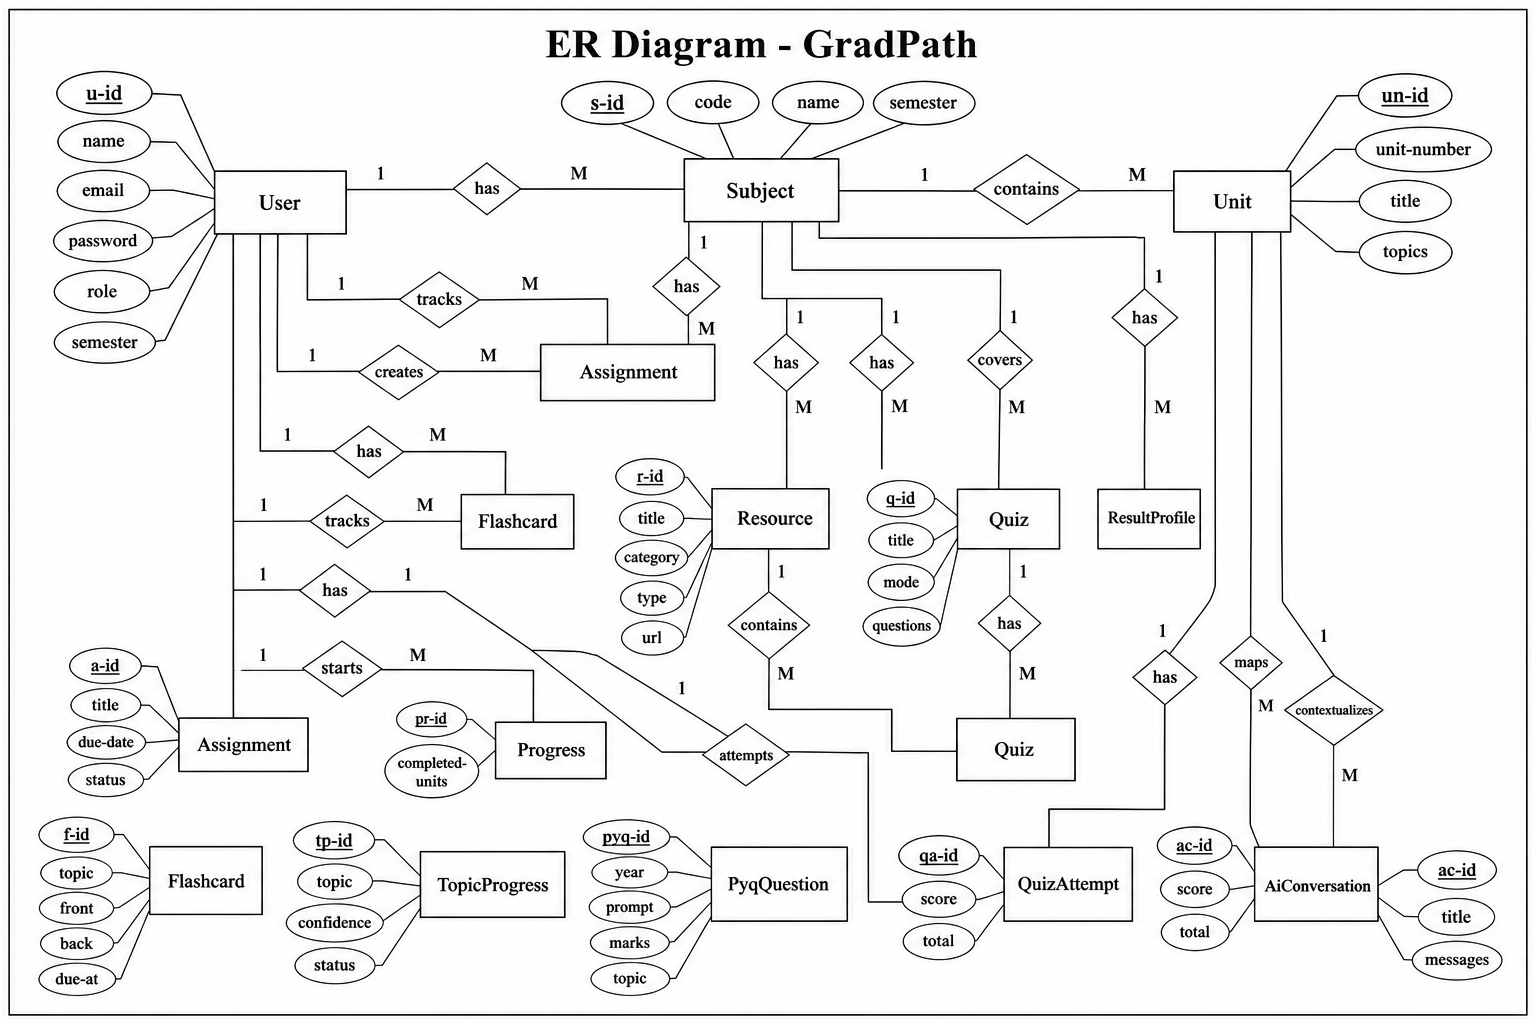 ER Diagram - GradPath
u-id
name
email
password
role
semester
User
1
has
M
s-id
code
name
semester
Subject
1
contains
M
Unit
un-id
unit-number
title
topics
1
tracks
M
1
creates
M
1
has
M
Assignment
1
has
M
1
has
M
1
covers
M
1
has
M
1
has
M
Flashcard
1
tracks
M
1
has
1
1
starts
M
r-id
title
category
type
url
Resource
q-id
title
mode
questions
Quiz
ResultProfile
1
contains
M
1
has
M
Quiz
1
has
maps
M
1
contextualizes
M
a-id
title
due-date
status
Assignment
pr-id
completed-
units
Progress
1
attempts
f-id
topic
front
back
due-at
Flashcard
tp-id
topic
confidence
status
TopicProgress
pyq-id
year
prompt
marks
topic
PyqQuestion
qa-id
score
total
QuizAttempt
ac-id
score
total
AiConversation
ac-id
title
messages